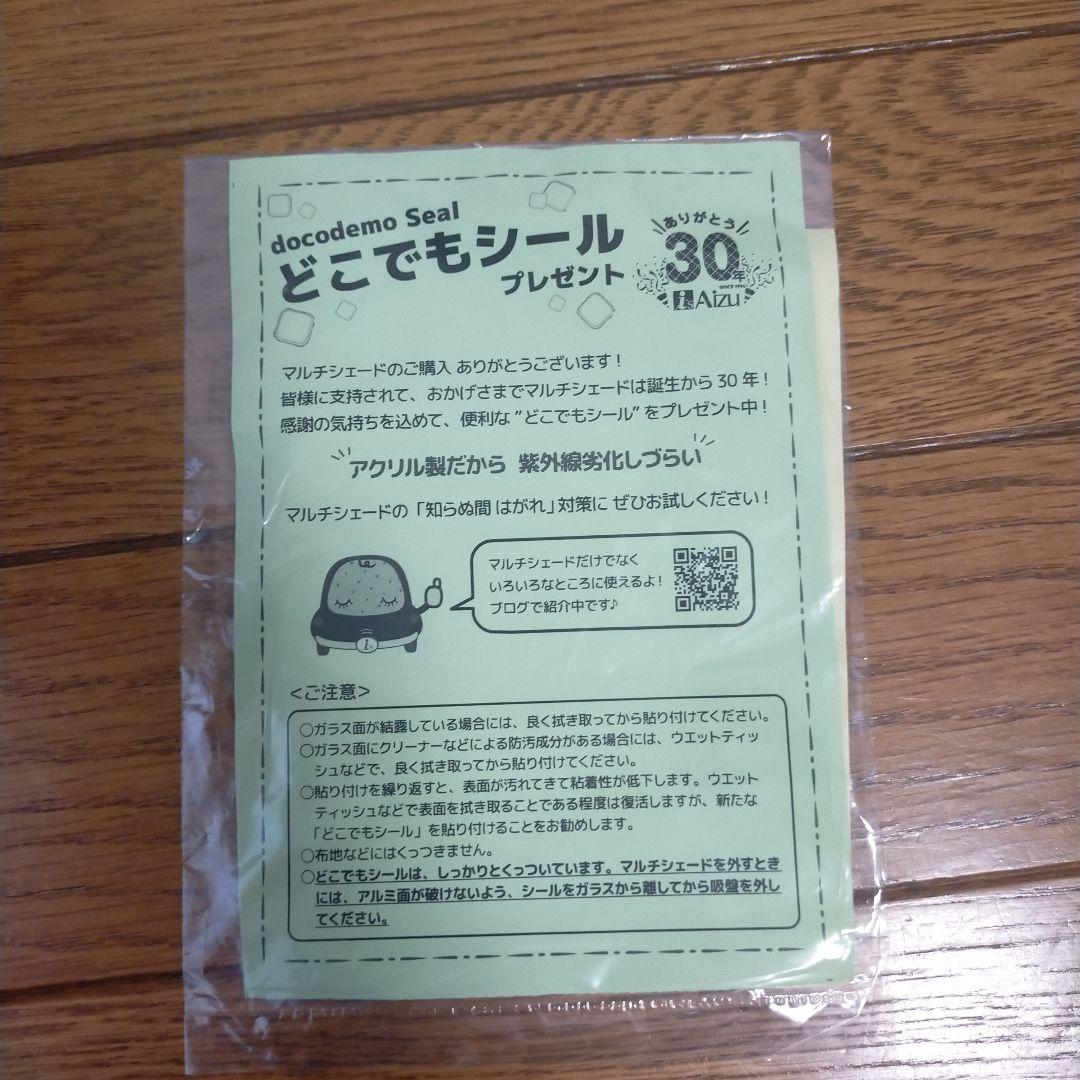 docodemo Seal
どこでもシール
プレゼント
ありがとう
30年
SINCE 1995
i's Aizu
マルチシェードのご購入 ありがとうございます！
皆様に支持されて、おかげさまでマルチシェードは誕生から 30 年！
感謝の気持ちを込めて、便利な“どこでもシール”をプレゼント中！
アクリル製だから 紫外線劣化しづらい
マルチシェードの「知らぬ間 はがれ」対策に ぜひお試しください！
マルチシェードだけでなく
いろいろなところに使えるよ！
ブログで紹介中です♪
i's
＜ご注意＞
○ガラス面が結露している場合には、良く拭き取ってから貼り付けてください。
○ガラス面にクリーナーなどによる防汚成分がある場合には、ウエットティッ
シュなどで、良く拭き取ってから貼り付けてください。
○貼り付けを繰り返すと、表面が汚れてきて粘着性が低下します。ウエット
ティッシュなどで表面を拭き取ることである程度は復活しますが、新たな
「どこでもシール」を貼り付けることをお勧めします。
○布地などにはくっつきません。
○どこでもシールは、しっかりとくっついています。マルチシェードを外すとき
には、アルミ面が破けないよう、シールをガラスから離してから吸盤を外し
てください。